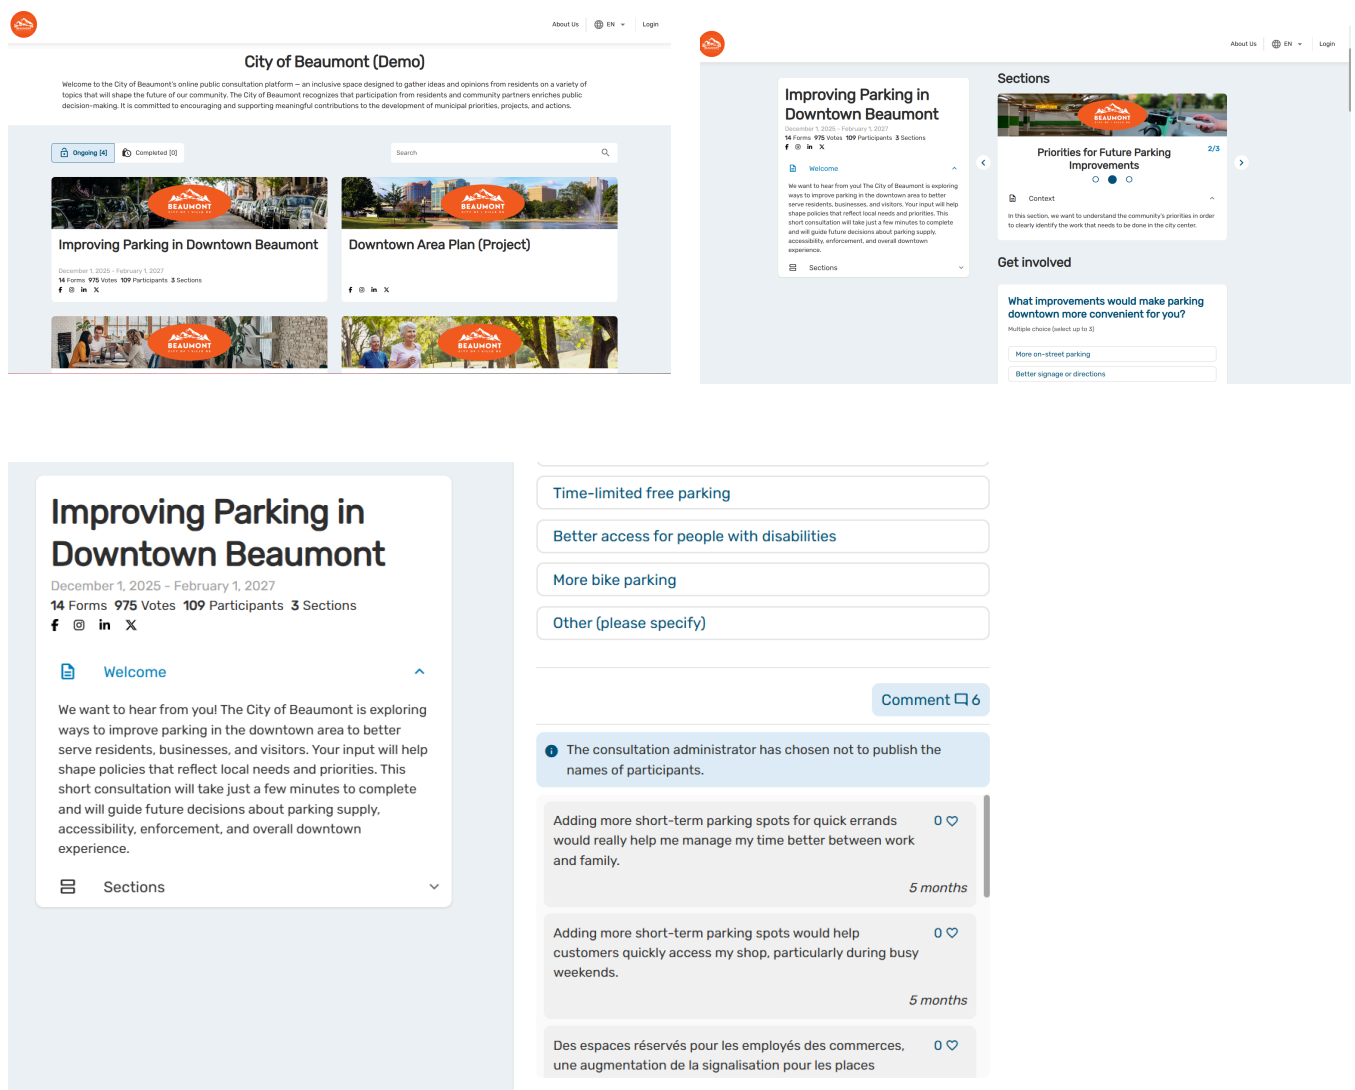 About Us
EN
Login
City of Beaumont (Demo)
Welcome to the City of Beaumont's online public consultation platform — an inclusive space designed to gather ideas and opinions from residents on a variety of
topics that will shape the future of our community. The City of Beaumont recognizes that participation from residents and community partners enriches public
decision-making. It is committed to encouraging and supporting meaningful contributions to the development of municipal priorities, projects, and actions.
Ongoing [4]
Completed [0]
Search
BEAUMONT
Improving Parking in Downtown Beaumont
December 1, 2025 - February 1, 2027
14 Forms 975 Votes 109 Participants 3 Sections
BEAUMONT
Downtown Area Plan (Project)
BEAUMONT
BEAUMONT
About Us
EN
Login
Improving Parking in
Downtown Beaumont
December 1, 2025 - February 1, 2027
14 Forms 975 Votes 109 Participants 3 Sections
Welcome
We want to hear from you! The City of Beaumont is exploring
ways to improve parking in the downtown area to better
serve residents, businesses, and visitors. Your input will help
shape policies that reflect local needs and priorities. This
short consultation will take just a few minutes to complete
and will guide future decisions about parking supply,
accessibility, enforcement, and overall downtown
experience.
Sections
Sections
BEAUMONT
Priorities for Future Parking
Improvements
2/3
Context
In this section, we want to understand the community's priorities in order
to clearly identify the work that needs to be done in the city center.
Get involved
What improvements would make parking
downtown more convenient for you?
Multiple choice (select up to 3)
More on-street parking
Better signage or directions
Improving Parking in
Downtown Beaumont
December 1, 2025 - February 1, 2027
14 Forms 975 Votes 109 Participants 3 Sections
Welcome
We want to hear from you! The City of Beaumont is exploring
ways to improve parking in the downtown area to better
serve residents, businesses, and visitors. Your input will help
shape policies that reflect local needs and priorities. This
short consultation will take just a few minutes to complete
and will guide future decisions about parking supply,
accessibility, enforcement, and overall downtown
experience.
Sections
Time-limited free parking
Better access for people with disabilities
More bike parking
Other (please specify)
Comment 6
The consultation administrator has chosen not to publish the
names of participants.
Adding more short-term parking spots for quick errands
would really help me manage my time better between work
and family.
0
5 months
Adding more short-term parking spots would help
customers quickly access my shop, particularly during busy
weekends.
0
5 months
Des espaces réservés pour les employés des commerces,
une augmentation de la signalisation pour les places
0